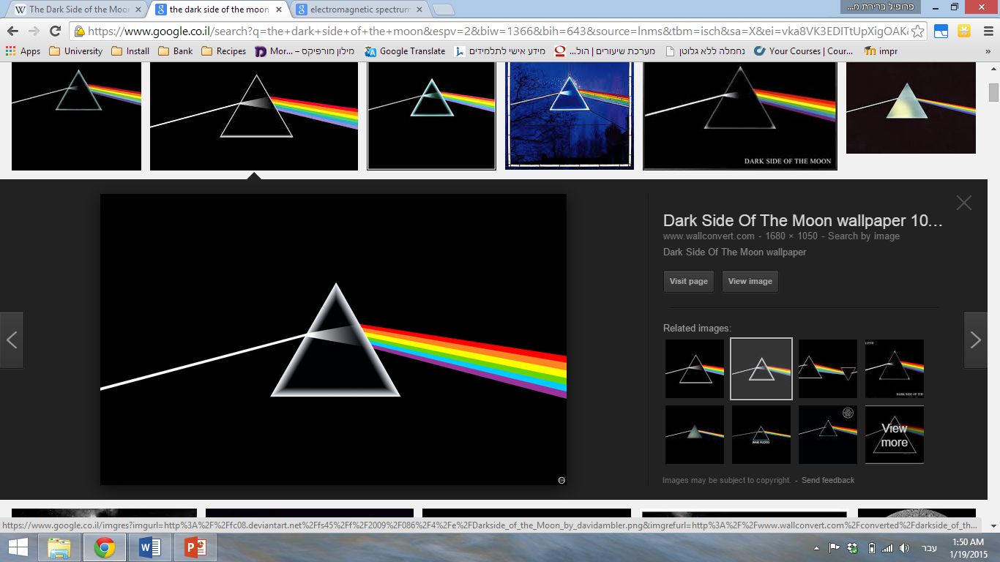 The Dark Side of the Moon
the dark side of the moon
electromagnetic spectrum
פרופיל ברירת מ...
https://www.google.co.il/search?q=the+dark+side+of+the+moon&espv=2&biw=1366&bih=643&source=lnms&tbm=isch&sa=X&ei=vka8VK3EDITtUpXigOAK&
Apps University Install Bank Recipes Mor... – מילון מורפיקס Google Translate מידע אישי לתלמידים מערכת שיעורים | הול... נחמלה ללא גלוטן Your Courses | Cour... impr »
DARK SIDE OF THE MOON
Dark Side Of The Moon wallpaper 10...
www.wallconvert.com - 1680 × 1050 - Search by image
Dark Side Of The Moon wallpaper
Visit page View image
Related images:
DARK SIDE OF THE
PINK FLOYD
View
more
Images may be subject to copyright. - Send feedback
https://www.google.co.il/imgres?imgurl=http%3A%2F%2Ffc08.deviantart.net%2Ffs45%2Ff%2F2009%2F086%2F4%2Fe%2FDarkside_of_the_Moon_by_davidambler.png&imgrefurl=http%3A%2F%2Fwww.wallconvert.com%2Fconverted%2Fdarkside_of_th...
עבר
1:50 AM
1/19/2015